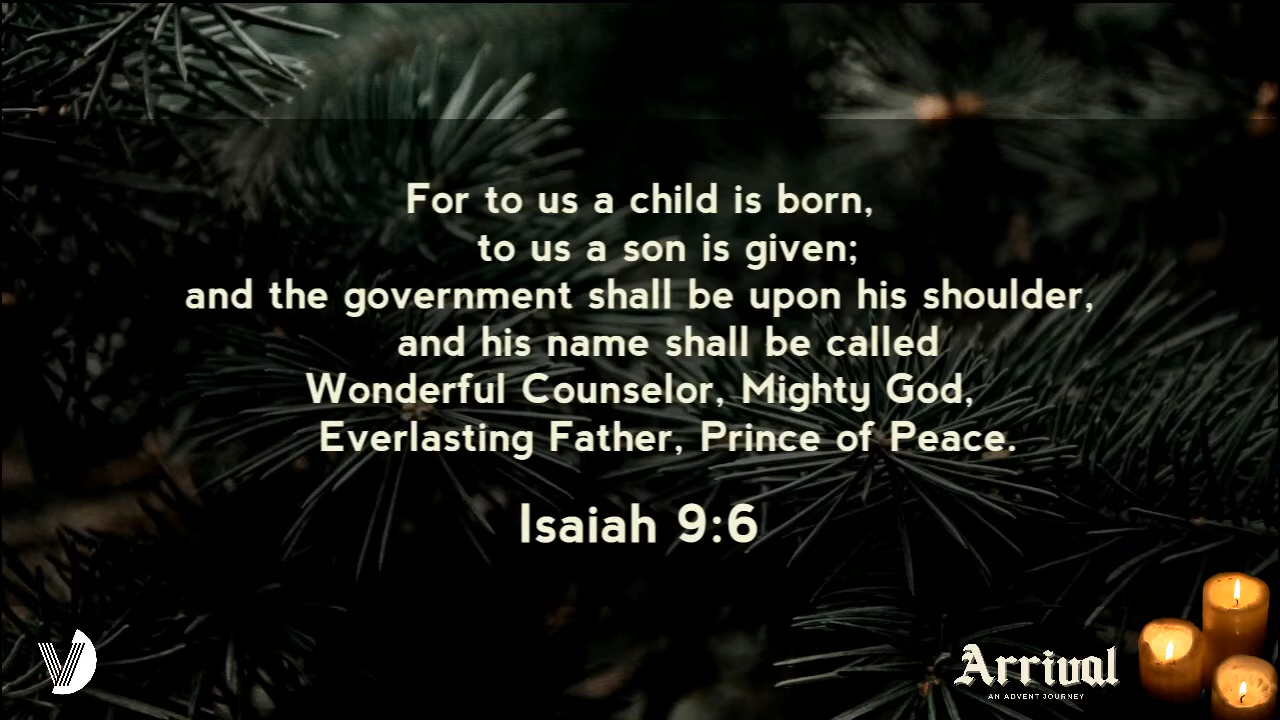 For to us a child is born,
to us a son is given;
and the government shall be upon his shoulder,
and his name shall be called
Wonderful Counselor, Mighty God,
Everlasting Father, Prince of Peace.
Isaiah 9:6
Arrival
AN ADVENT JOURNEY